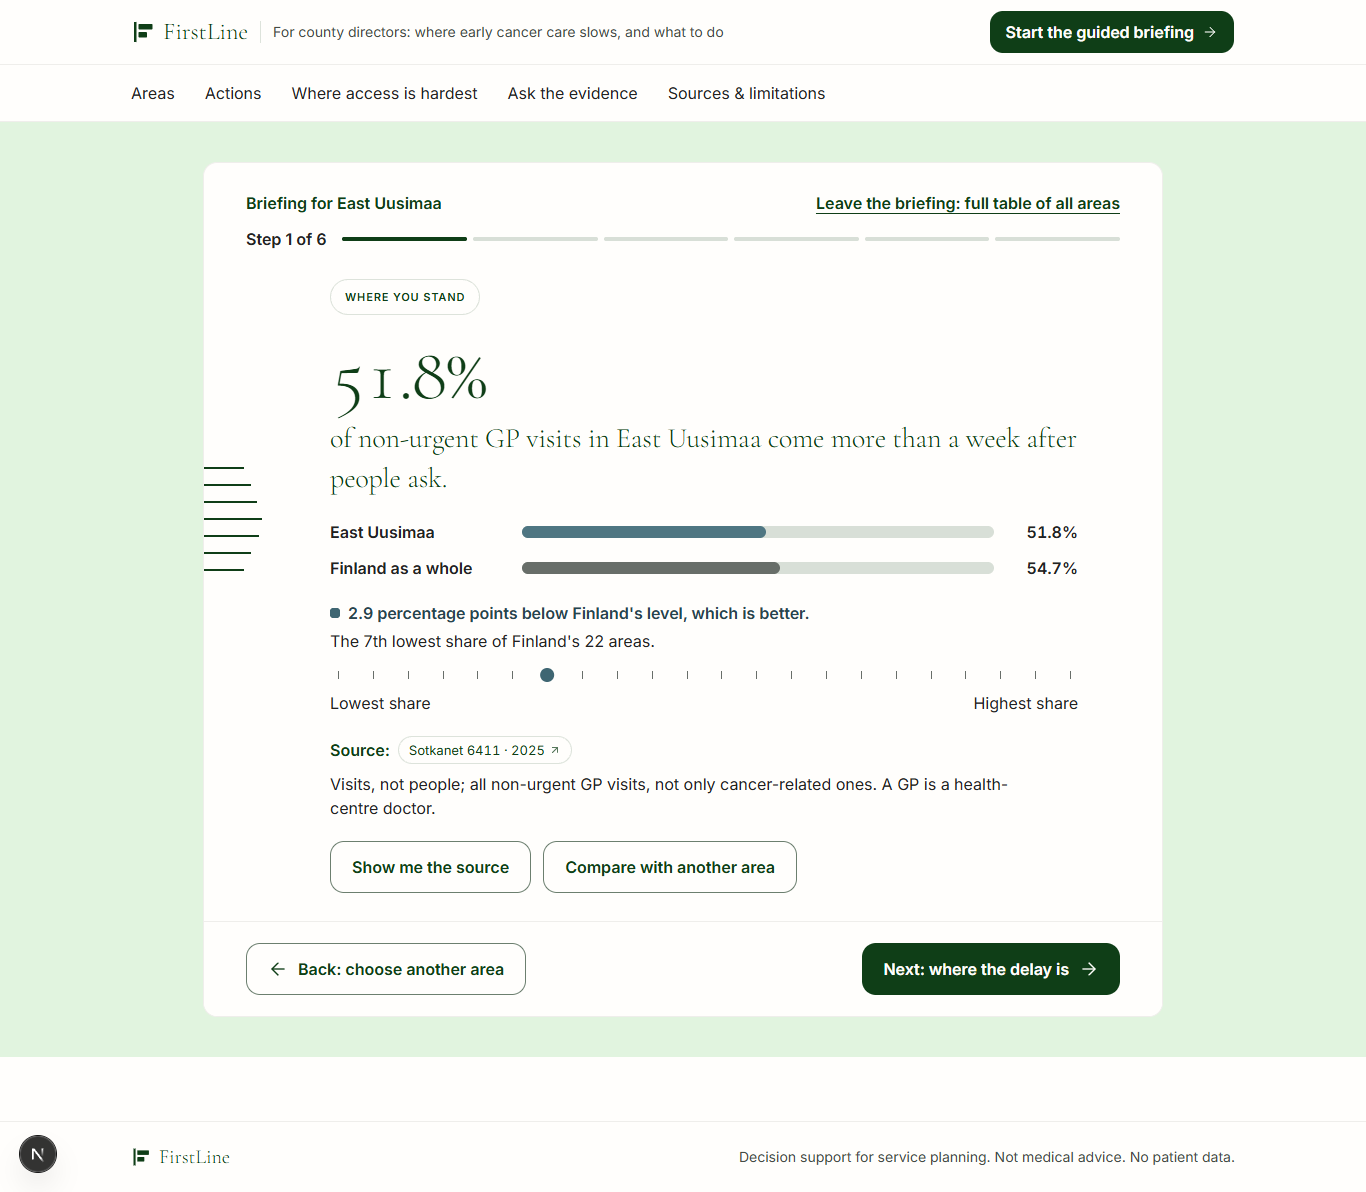 FirstLine
For county directors: where early cancer care slows, and what to do
Start the guided briefing →
Areas
Actions
Where access is hardest
Ask the evidence
Sources & limitations
Briefing for East Uusimaa
Leave the briefing: full table of all areas
Step 1 of 6
WHERE YOU STAND
51.8%
of non-urgent GP visits in East Uusimaa come more than a week after
people ask.
East Uusimaa
51.8%
Finland as a whole
54.7%
2.9 percentage points below Finland's level, which is better.
The 7th lowest share of Finland's 22 areas.
Lowest share
Highest share
Source:
Sotkanet 6411 · 2025 ↗
Visits, not people; all non-urgent GP visits, not only cancer-related ones. A GP is a health-
centre doctor.
Show me the source
Compare with another area
← Back: choose another area
Next: where the delay is →
N
FirstLine
Decision support for service planning. Not medical advice. No patient data.